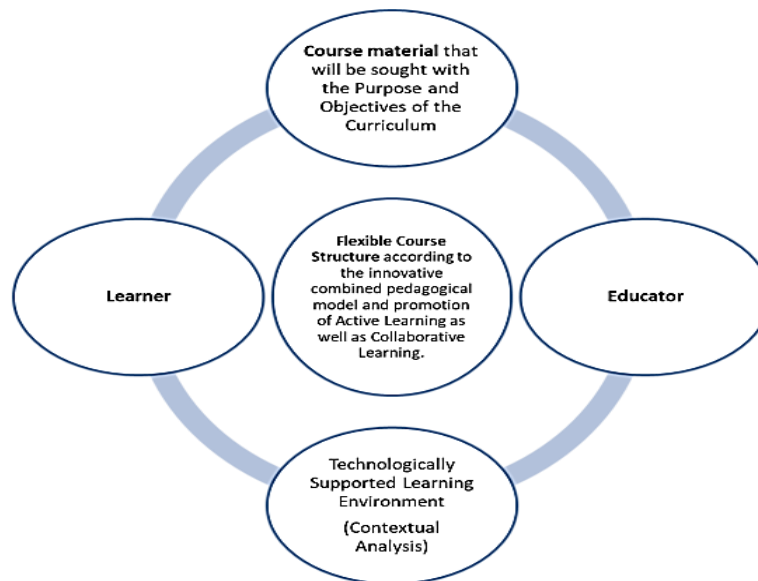 Course material that
will be sought with
the Purpose and
Objectives of the
Curriculum
Flexible Course
Structure according to
the innovative
combined pedagogical
model and promotion
of Active Learning as
well as Collaborative
Learning.
Learner
Educator
Technologically
Supported Learning
Environment
(Contextual
Analysis)